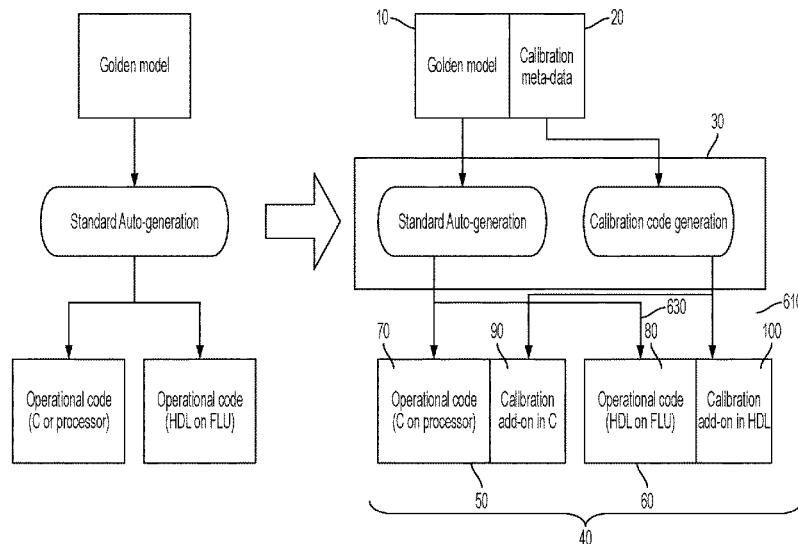 Golden model
Standard Auto-generation
Operational code
(C or processor)
Operational code
(HDL on FLU)
10
20
Golden model
Calibration
meta-data
30
Standard Auto-generation
Calibration code generation
630
610
70
90
80
100
Operational code
(C on processor)
Calibration
add-on in C
Operational code
(HDL on FLU)
Calibration
add-on in HDL
50
60
40